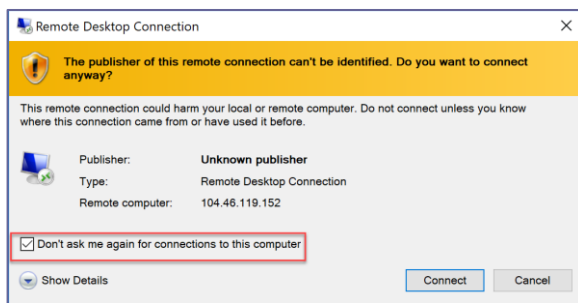 Remote Desktop Connection
The publisher of this remote connection can't be identified. Do you want to connect
anyway?
This remote connection could harm your local or remote computer. Do not connect unless you know
where this connection came from or have used it before.
Publisher: Unknown publisher
Type: Remote Desktop Connection
Remote computer: 104.46.119.152
Don't ask me again for connections to this computer
Show Details Connect Cancel